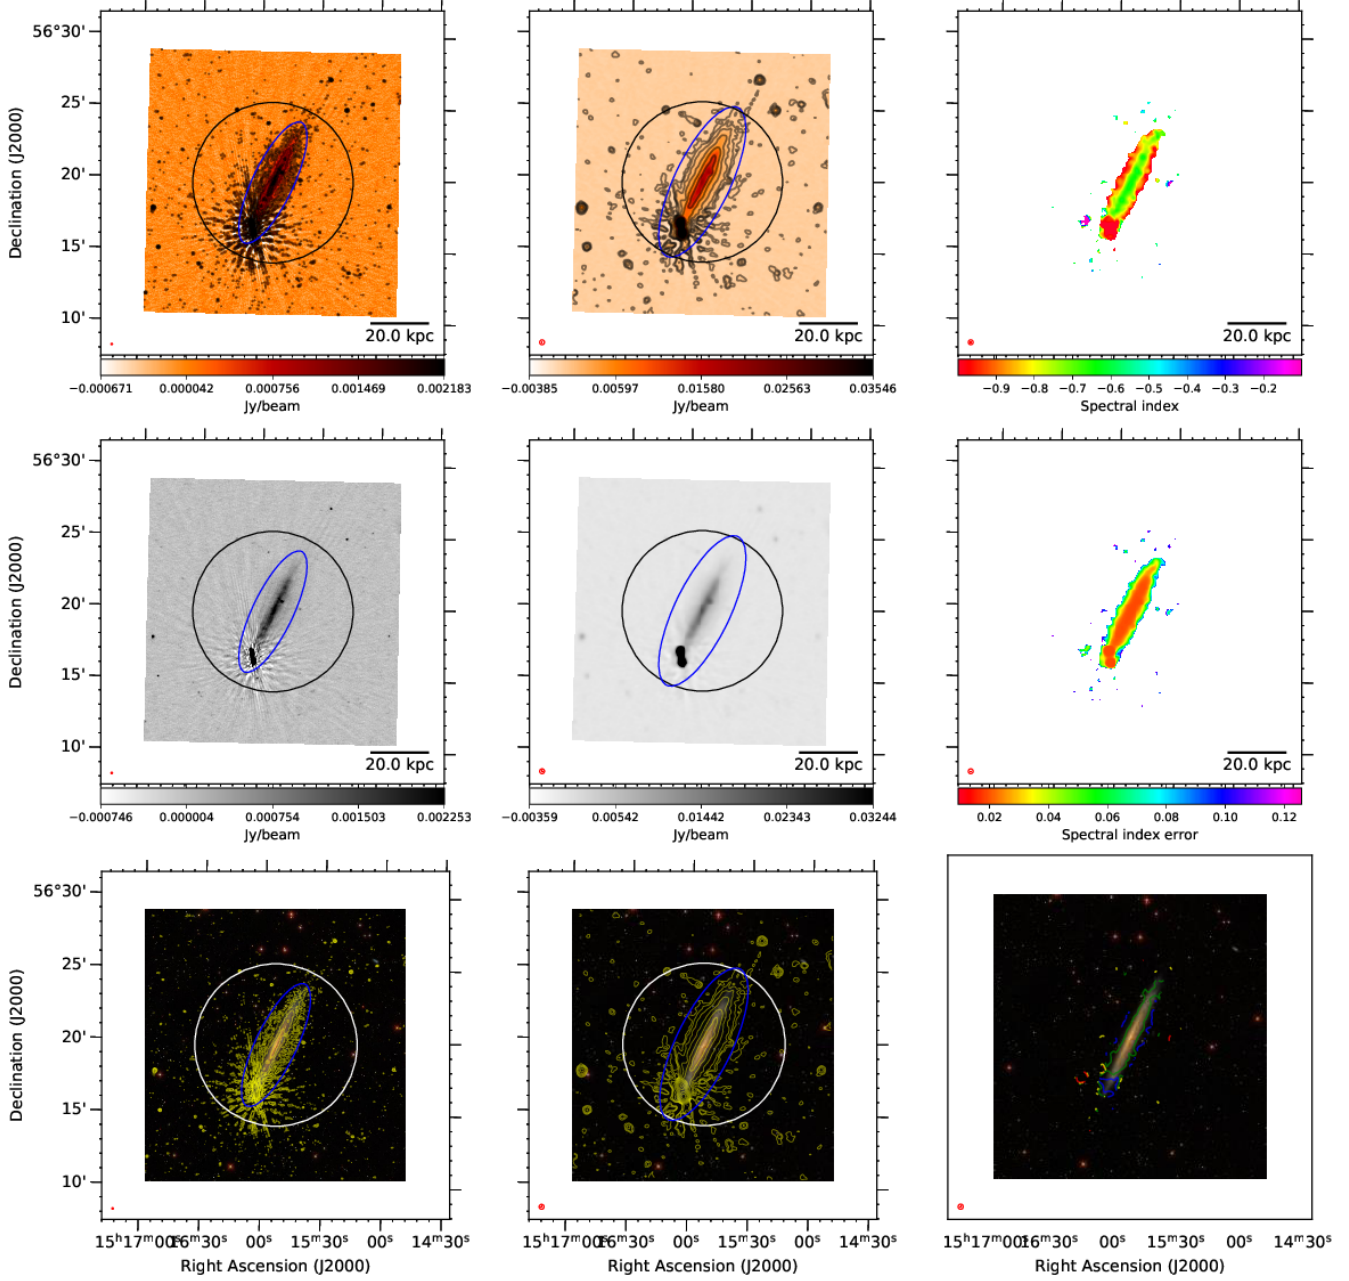 56°30'
25'
20'
15'
10'
Declination (J2000)
20.0 kpc
20.0 kpc
20.0 kpc
−0.000671 0.000042 0.000756 0.001469 0.002183
Jy/beam
−0.00385 0.00597 0.01580 0.02563 0.03546
Jy/beam
−0.9 −0.8 −0.7 −0.6 −0.5 −0.4 −0.3 −0.2
Spectral index
56°30'
25'
20'
15'
10'
Declination (J2000)
20.0 kpc
20.0 kpc
20.0 kpc
−0.000746 0.000004 0.000754 0.001503 0.002253
Jy/beam
−0.00359 0.00542 0.01442 0.02343 0.03244
Jy/beam
0.02 0.04 0.06 0.08 0.10 0.12
Spectral index error
56°30'
25'
20'
15'
10'
Declination (J2000)
15ʰ17ᵐ00ˢ 16ᵐ30ˢ 00ˢ 15ᵐ30ˢ 00ˢ 14ᵐ30ˢ
Right Ascension (J2000)
15ʰ17ᵐ00ˢ 16ᵐ30ˢ 00ˢ 15ᵐ30ˢ 00ˢ 14ᵐ30ˢ
Right Ascension (J2000)
15ʰ17ᵐ00ˢ 16ᵐ30ˢ 00ˢ 15ᵐ30ˢ 00ˢ 14ᵐ30ˢ
Right Ascension (J2000)